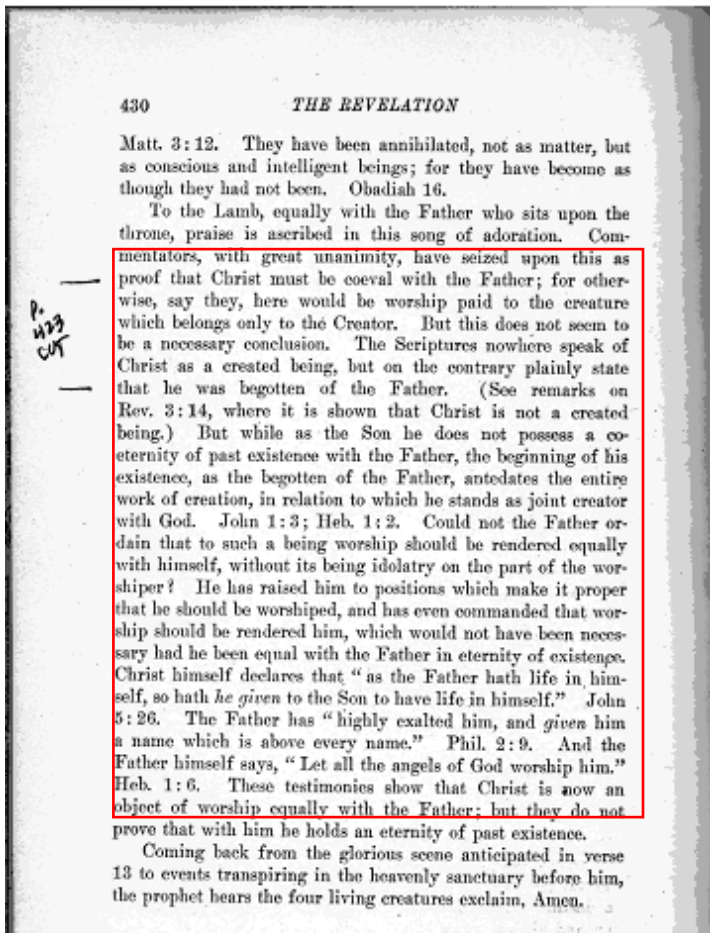 430 THE REVELATION
Matt. 3:12. They have been annihilated, not as matter, but
as conscious and intelligent beings; for they have become as
though they had not been. Obadiah 16.
To the Lamb, equally with the Father who sits upon the
throne, praise is ascribed in this song of adoration. Com-
mentators, with great unanimity, have seized upon this as
proof that Christ must be coeval with the Father; for other-
wise, say they, here would be worship paid to the creature
which belongs only to the Creator. But this does not seem to
be a necessary conclusion. The Scriptures nowhere speak of
Christ as a created being, but on the contrary plainly state
that he was begotten of the Father. (See remarks on
Rev. 3:14, where it is shown that Christ is not a created
being.) But while as the Son he does not possess a co-
eternity of past existence with the Father, the beginning of his
existence, as the begotten of the Father, antedates the entire
work of creation, in relation to which he stands as joint creator
with God. John 1:3; Heb. 1:2. Could not the Father or-
dain that to such a being worship should be rendered equally
with himself, without its being idolatry on the part of the wor-
shiper? He has raised him to positions which make it proper
that he should be worshiped, and has even commanded that wor-
ship should be rendered him, which would not have been neces-
sary had he been equal with the Father in eternity of existence.
Christ himself declares that "as the Father hath life in him-
self, so hath he given to the Son to have life in himself." John
5:26. The Father has "highly exalted him, and given him
a name which is above every name." Phil. 2:9. And the
Father himself says, "Let all the angels of God worship him."
Heb. 1:6. These testimonies show that Christ is now an
object of worship equally with the Father; but they do not
prove that with him he holds an eternity of past existence.
Coming back from the glorious scene anticipated in verse
13 to events transpiring in the heavenly sanctuary before him,
the prophet hears the four living creatures exclaim, Amen.
P.
423
CUT